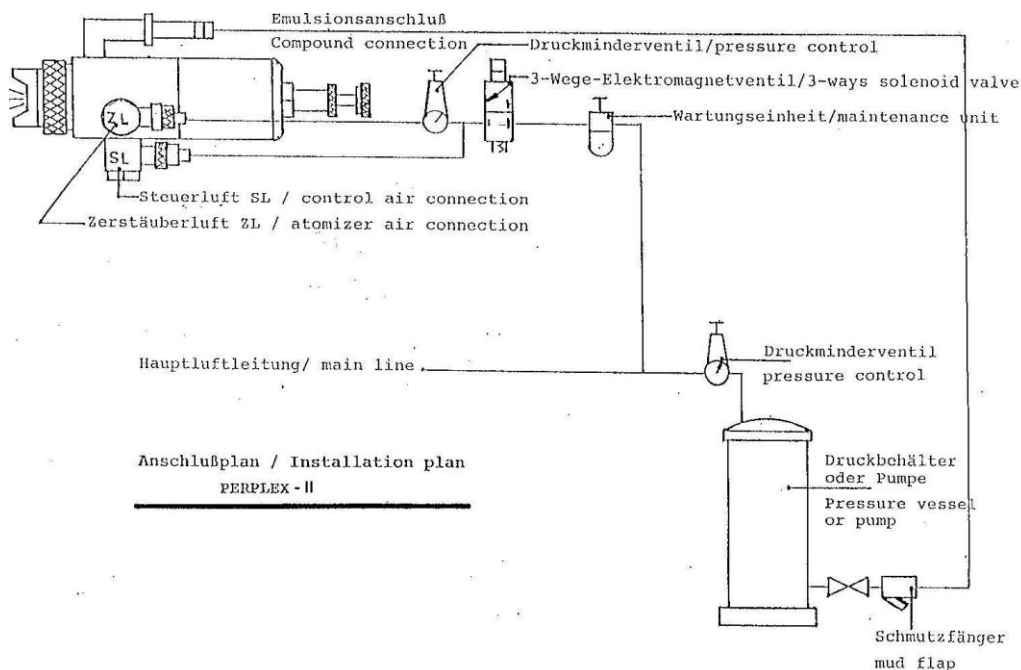 Emulsionsanschluß
Compound connection
Druckminderventil/pressure control
3-Wege-Elektromagnetventil/3-ways solenoid valve
Wartungseinheit/maintenance unit
ZL
SL
Steuerluft SL / control air connection
Zerstäuberluft ZL / atomizer air connection
Hauptluftleitung/ main line
Druckminderventil
pressure control
Anschlußplan / Installation plan
PERPLEX - II
Druckbehälter
oder Pumpe
Pressure vessel
or pump
Schmutzfänger
mud flap